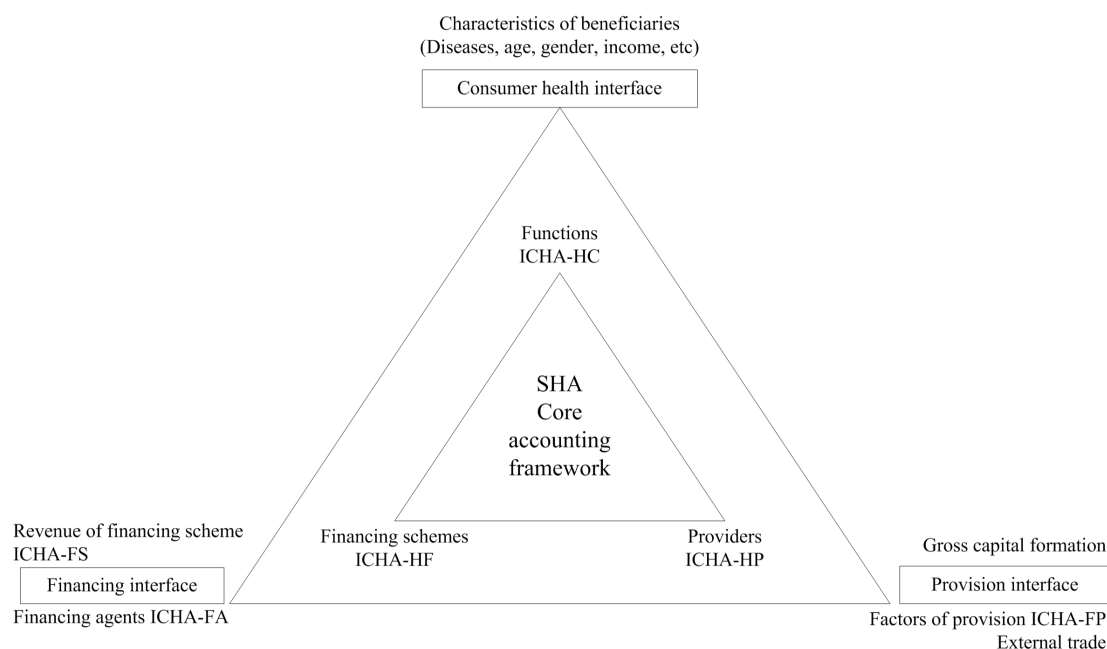 Characteristics of beneficiaries
(Diseases, age, gender, income, etc)
Consumer health interface
Functions
ICHA-HC
SHA
Core
accounting
framework
Financing schemes
ICHA-HF
Providers
ICHA-HP
Revenue of financing scheme
ICHA-FS
Financing interface
Financing agents ICHA-FA
Gross capital formation
Provision interface
Factors of provision ICHA-FP
External trade